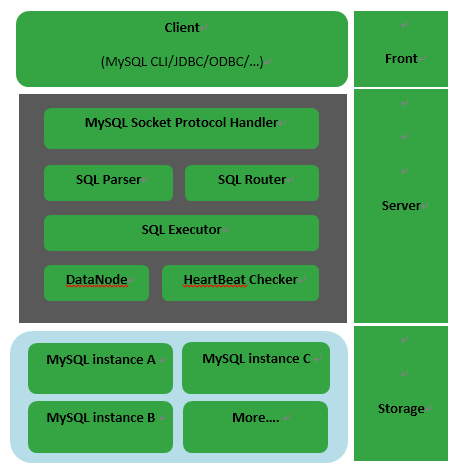 Client
(MySQL CLI/JDBC/ODBC/...)
Front
MySQL Socket Protocol Handler
SQL Parser
SQL Router
SQL Executor
DataNode
HeartBeat Checker
Server
MySQL instance A
MySQL instance C
MySQL instance B
More....
Storage